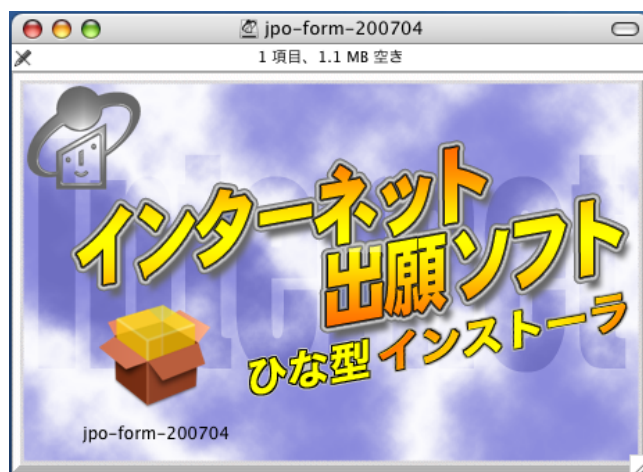 jpo-form-200704
1 項目、1.1 MB 空き
Internet
インターネット
出願ソフト
ひな型 インストーラ
jpo-form-200704